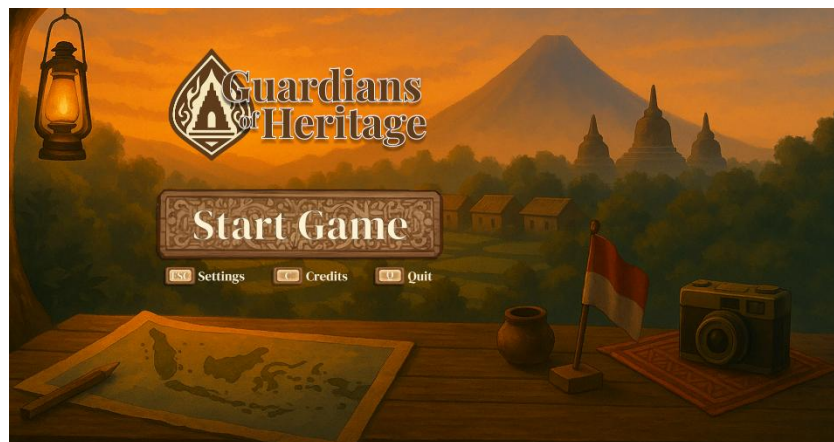 Guardians
of Heritage
Start Game
ESC Settings
C Credits
Quit